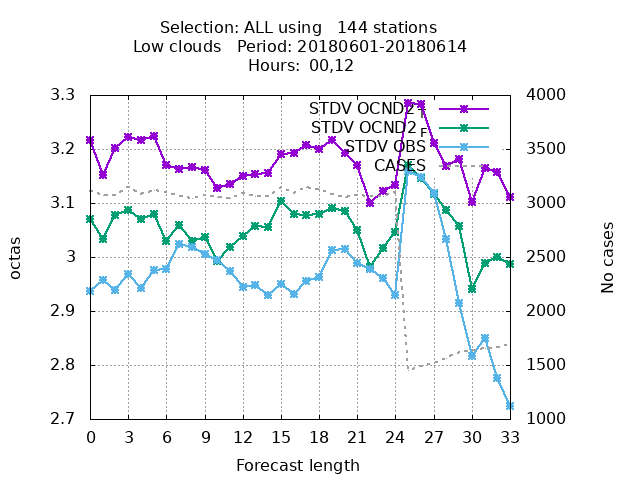 Selection: ALL using   144 stations
Low clouds   Period: 20180601-20180614
Hours:  00,12
STDV OCND2 T
STDV OCND2 F
STDV OBS
CASES
octas
No cases
3.3
3.2
3.1
3
2.9
2.8
2.7
4000
3500
3000
2500
2000
1500
1000
0 3 6 9 12 15 18 21 24 27 30 33
Forecast length